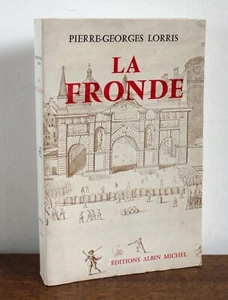 PIERRE-GEORGES LORRIS
LA
FRONDE
EDITIONS ALBIN MICHEL